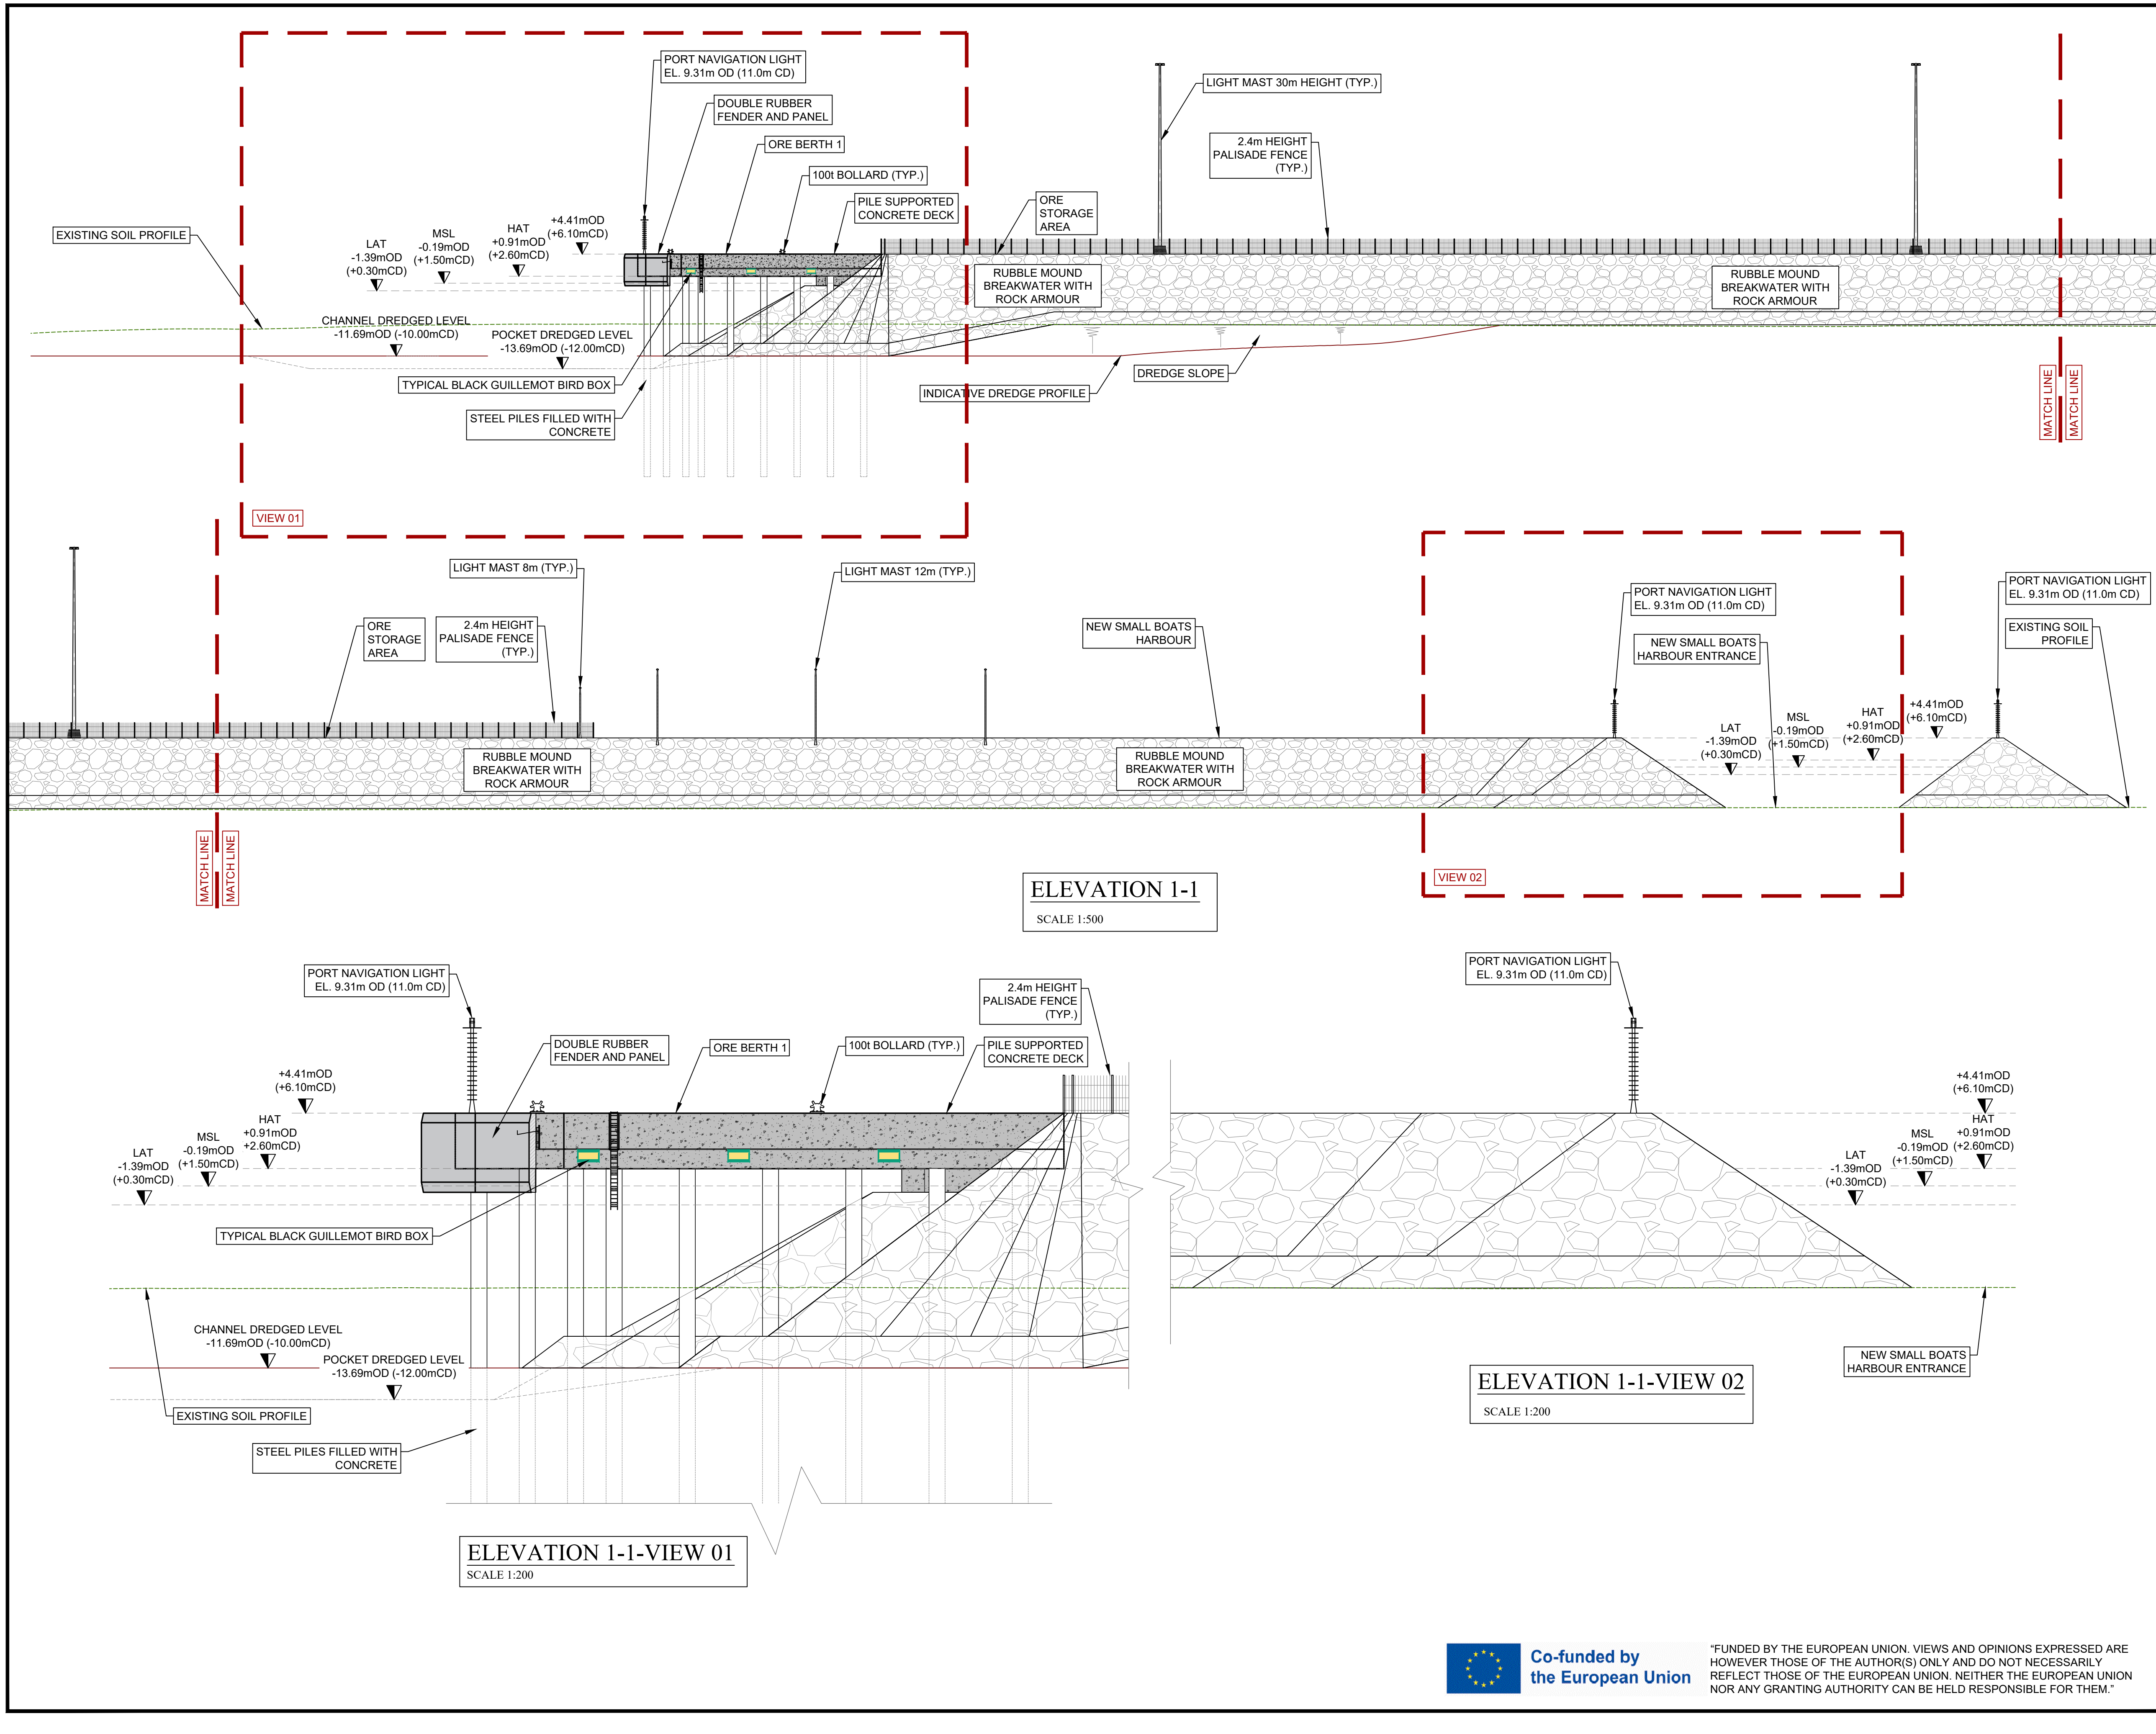 PORT NAVIGATION LIGHT
EL. 9.31m OD (11.0m CD)
DOUBLE RUBBER
FENDER AND PANEL
ORE BERTH 1
100t BOLLARD (TYP.)
PILE SUPPORTED
CONCRETE DECK
LIGHT MAST 30m HEIGHT (TYP.)
2.4m HEIGHT
PALISADE FENCE
(TYP.)
ORE
STORAGE
AREA
EXISTING SOIL PROFILE
LAT
-1.39mOD
(+0.30mCD)
MSL
-0.19mOD
(+1.50mCD)
HAT
+0.91mOD
(+2.60mCD)
+4.41mOD
(+6.10mCD)
RUBBLE MOUND
BREAKWATER WITH
ROCK ARMOUR
RUBBLE MOUND
BREAKWATER WITH
ROCK ARMOUR
CHANNEL DREDGED LEVEL
-11.69mOD (-10.00mCD)
POCKET DREDGED LEVEL
-13.69mOD (-12.00mCD)
TYPICAL BLACK GUILLEMOT BIRD BOX
STEEL PILES FILLED WITH
CONCRETE
DREDGE SLOPE
INDICATIVE DREDGE PROFILE
MATCH LINE
MATCH LINE
VIEW 01
LIGHT MAST 8m (TYP.)
LIGHT MAST 12m (TYP.)
ORE
STORAGE
AREA
2.4m HEIGHT
PALISADE FENCE
(TYP.)
NEW SMALL BOATS
HARBOUR
PORT NAVIGATION LIGHT
EL. 9.31m OD (11.0m CD)
NEW SMALL BOATS
HARBOUR ENTRANCE
PORT NAVIGATION LIGHT
EL. 9.31m OD (11.0m CD)
EXISTING SOIL
PROFILE
LAT
-1.39mOD
(+0.30mCD)
MSL
-0.19mOD
(+1.50mCD)
HAT
+0.91mOD
(+2.60mCD)
+4.41mOD
(+6.10mCD)
RUBBLE MOUND
BREAKWATER WITH
ROCK ARMOUR
RUBBLE MOUND
BREAKWATER WITH
ROCK ARMOUR
MATCH LINE
MATCH LINE
VIEW 02
ELEVATION 1-1
SCALE 1:500
PORT NAVIGATION LIGHT
EL. 9.31m OD (11.0m CD)
DOUBLE RUBBER
FENDER AND PANEL
ORE BERTH 1
100t BOLLARD (TYP.)
2.4m HEIGHT
PALISADE FENCE
(TYP.)
PILE SUPPORTED
CONCRETE DECK
+4.41mOD
(+6.10mCD)
HAT
+0.91mOD
+2.60mCD)
MSL
-0.19mOD
(+1.50mCD)
LAT
-1.39mOD
(+0.30mCD)
TYPICAL BLACK GUILLEMOT BIRD BOX
CHANNEL DREDGED LEVEL
-11.69mOD (-10.00mCD)
POCKET DREDGED LEVEL
-13.69mOD (-12.00mCD)
EXISTING SOIL PROFILE
STEEL PILES FILLED WITH
CONCRETE
ELEVATION 1-1-VIEW 01
SCALE 1:200
PORT NAVIGATION LIGHT
EL. 9.31m OD (11.0m CD)
+4.41mOD
(+6.10mCD)
HAT
+0.91mOD
(+2.60mCD)
MSL
-0.19mOD
(+1.50mCD)
LAT
-1.39mOD
(+0.30mCD)
NEW SMALL BOATS
HARBOUR ENTRANCE
ELEVATION 1-1-VIEW 02
SCALE 1:200
Co-funded by
the European Union
"FUNDED BY THE EUROPEAN UNION. VIEWS AND OPINIONS EXPRESSED ARE
HOWEVER THOSE OF THE AUTHOR(S) ONLY AND DO NOT NECESSARILY
REFLECT THOSE OF THE EUROPEAN UNION. NEITHER THE EUROPEAN UNION
NOR ANY GRANTING AUTHORITY CAN BE HELD RESPONSIBLE FOR THEM."